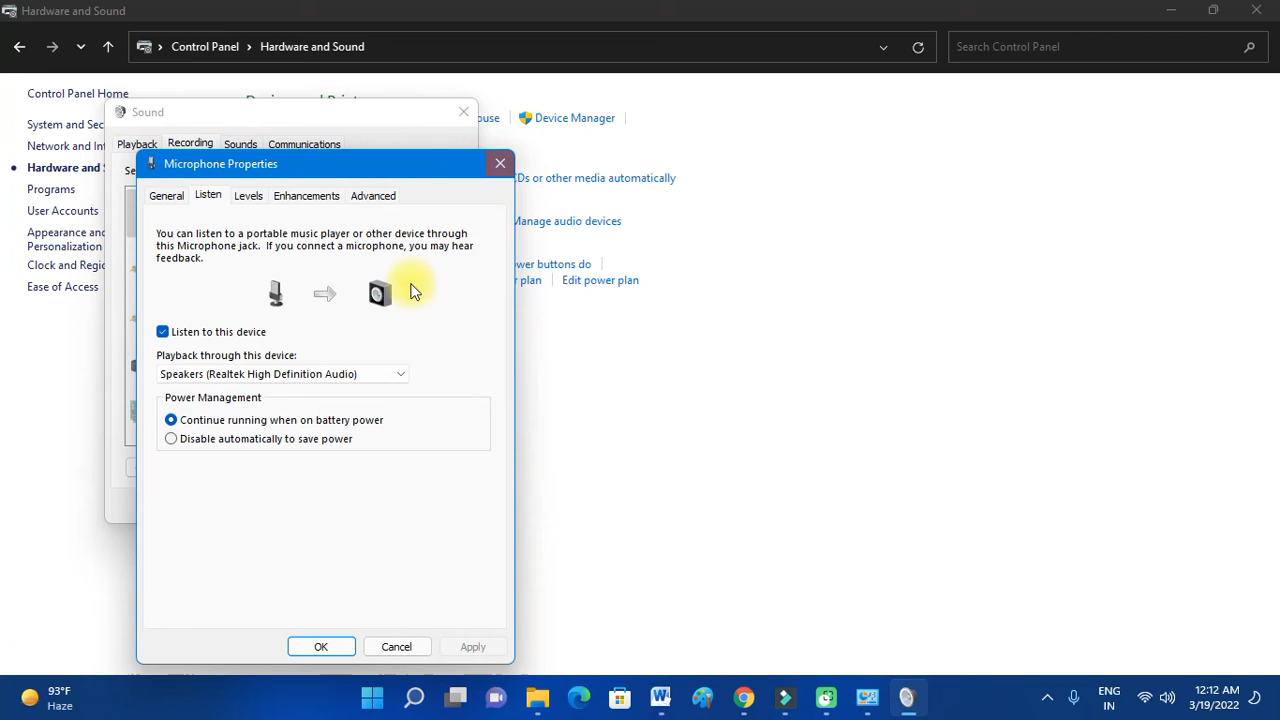 Hardware and Sound
Control Panel
Hardware and Sound
Search Control Panel
Control Panel Home
System and Sec
Network and Int
Hardware and S
Programs
User Accounts
Appearance and
Personalization
Clock and Regio
Ease of Access
Device Manager
CDs or other media automatically
Manage audio devices
ower buttons do
r plan
Edit power plan
Sound
Playback
Recording
Sounds
Communications
Se
Microphone Properties
General
Listen
Levels
Enhancements
Advanced
You can listen to a portable music player or other device through
this Microphone jack. If you connect a microphone, you may hear
feedback.
Listen to this device
Playback through this device:
Speakers (Realtek High Definition Audio)
Power Management
Continue running when on battery power
Disable automatically to save power
OK
Cancel
Apply
93°F
Haze
ENG
IN
12:12 AM
3/19/2022